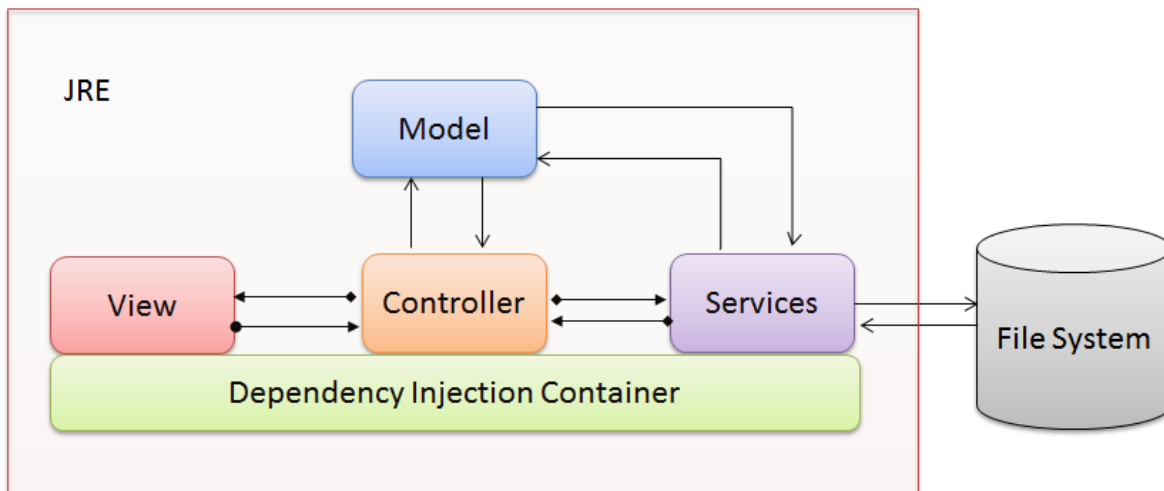 JRE
Model
View
Controller
Services
File System
Dependency Injection Container